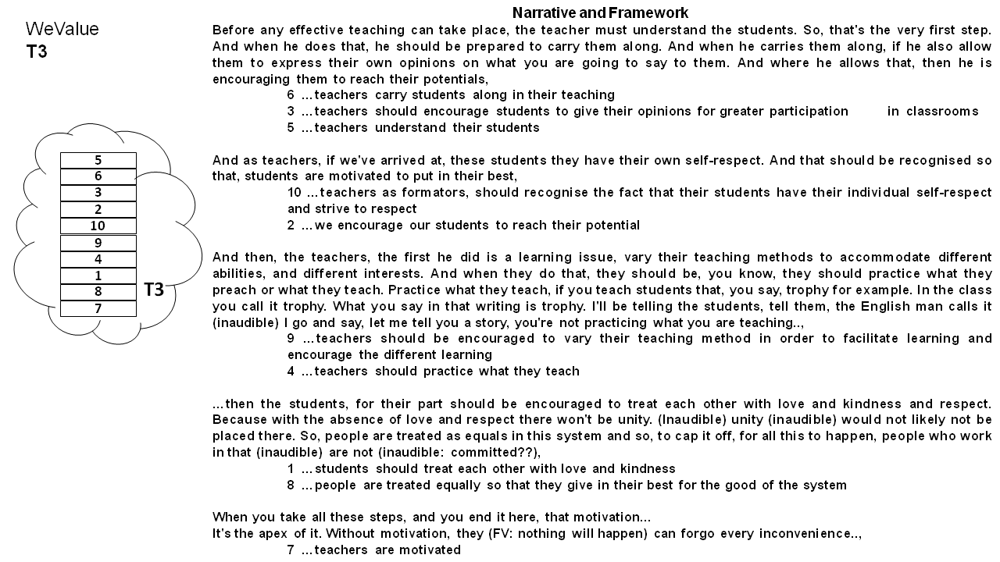 WeValue
T3
5
6
3
2
10
9
4
1
8
7
T3
Narrative and Framework
Before any effective teaching can take place, the teacher must understand the students. So, that's the very first step.
And when he does that, he should be prepared to carry them along. And when he carries them along, if he also allow
them to express their own opinions on what you are going to say to them. And where he allows that, then he is
encouraging them to reach their potentials,
6 ...teachers carry students along in their teaching
3 ...teachers should encourage students to give their opinions for greater participation in classrooms
5 ...teachers understand their students
And as teachers, if we've arrived at, these students they have their own self-respect. And that should be recognised so
that, students are motivated to put in their best,
10 ...teachers as formators, should recognise the fact that their students have their individual self-respect
and strive to respect
2 ...we encourage our students to reach their potential
And then, the teachers, the first he did is a learning issue, vary their teaching methods to accommodate different
abilities, and different interests. And when they do that, they should be, you know, they should practice what they
preach or what they teach. Practice what they teach, if you teach students that, you say, trophy for example. In the class
you call it trophy. What you say in that writing is trophy. I'll be telling the students, tell them, the English man calls it
(inaudible) I go and say, let me tell you a story, you're not practicing what you are teaching..,
9 ...teachers should be encouraged to vary their teaching method in order to facilitate learning and
encourage the different learning
4 ...teachers should practice what they teach
...then the students, for their part should be encouraged to treat each other with love and kindness and respect.
Because with the absence of love and respect there won't be unity. (Inaudible) unity (inaudible) would not likely not be
placed there. So, people are treated as equals in this system and so, to cap it off, for all this to happen, people who work
in that (inaudible) are not (inaudible: committed??),
1 ...students should treat each other with love and kindness
8 ...people are treated equally so that they give in their best for the good of the system
When you take all these steps, and you end it here, that motivation...
It's the apex of it. Without motivation, they (FV: nothing will happen) can forgo every inconvenience..,
7 ...teachers are motivated